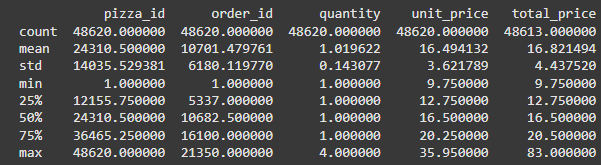 pizza_id order_id quantity unit_price total_price
count 48620.000000 48620.000000 48620.000000 48620.000000 48613.000000
mean 24310.500000 10701.479761 1.019622 16.494132 16.821494
std 14035.529381 6180.119770 0.143077 3.621789 4.437520
min 1.000000 1.000000 1.000000 9.750000 9.750000
25% 12155.750000 5337.000000 1.000000 12.750000 12.750000
50% 24310.500000 10682.500000 1.000000 16.500000 16.500000
75% 36465.250000 16100.000000 1.000000 20.250000 20.500000
max 48620.000000 21350.000000 4.000000 35.950000 83.000000